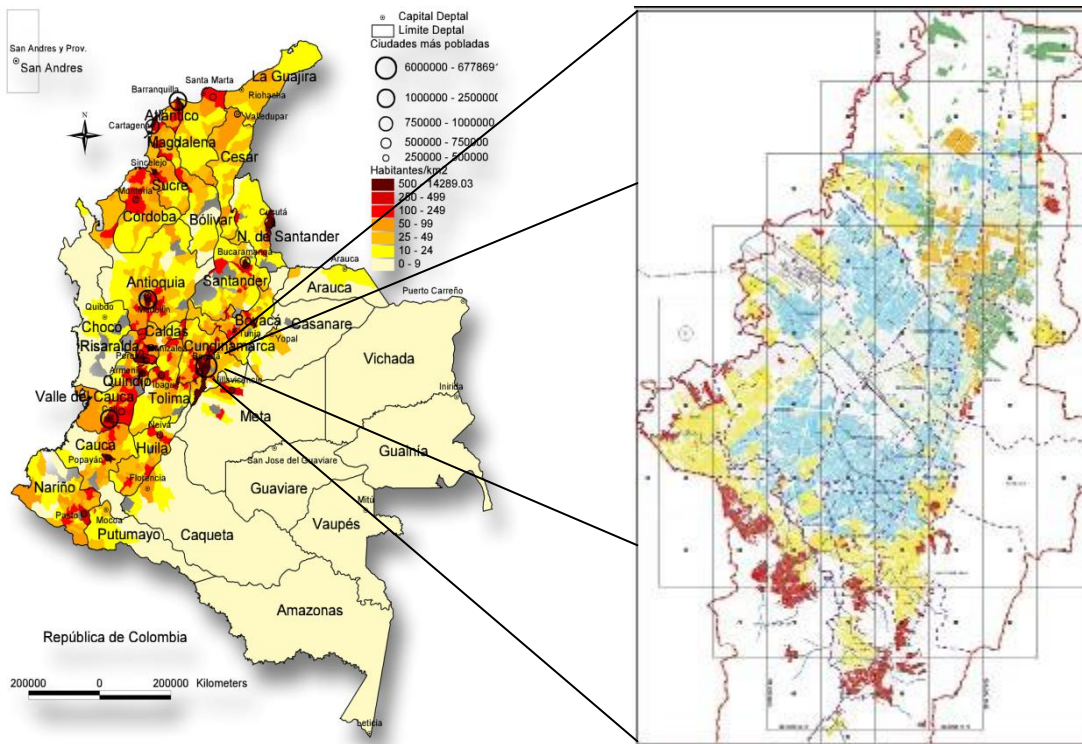 San Andres y Prov.
San Andres
Capital Deptal
Límite Deptal
Ciudades más pobladas
6000000 - 677869
1000000 - 2500000
750000 - 1000000
500000 - 750000
250000 - 500000
Habitantes/km2
500 - 14289.03
250 - 499
100 - 249
50 - 99
25 - 49
10 - 24
0 - 9
N
Santa Marta
La Guajira
Riohacha
Barranquilla
Atlántico
Valledupar
Cartagena
Magdalena
Cesar
Sincelejo
Sucre
Montería
Córdoba
Bólivar
Cúcutá
N. de Santander
Bucaramanga
Arauca
Antioquia
Santander
Arauca
Puerto Carreño
Medellín
Quibdo
Choco
Boyacá
Casanare
Caldas
Tunja
Yopal
Risaralda
Manizales
Cundinamarca
Vichada
Pereira
Bogotá
Armenia
Quindio
Ibagué
Villavicencio
Inírida
Valle del Cauca
Tolima
Meta
Cali
Neiva
Cauca
Huila
Guainía
Popayán
San Jose del Guaviare
Florencia
Nariño
Guaviare
Mitú
Pasto
Mocoa
Vaupés
Putumayo
Caqueta
Amazonas
República de Colombia
200000 0 200000 Kilometers
Leticia